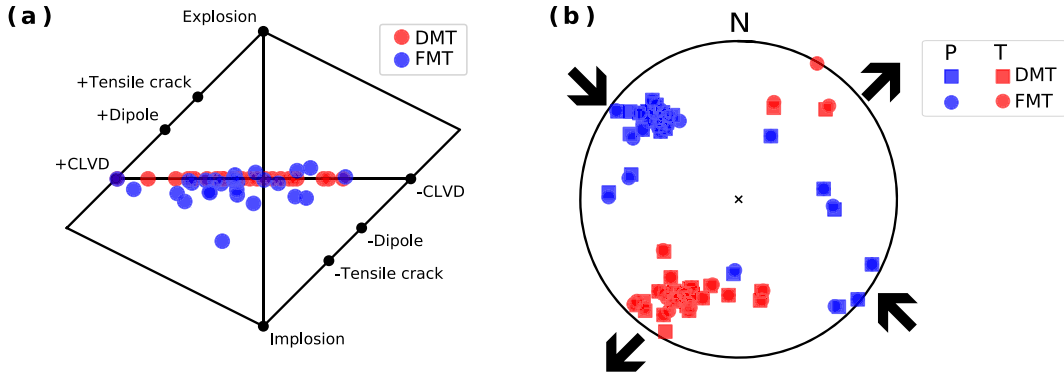 (a)
Explosion
DMT
FMT
+Tensile crack
+Dipole
+CLVD
-CLVD
-Dipole
-Tensile crack
Implosion
(b)
N
P T
DMT
FMT